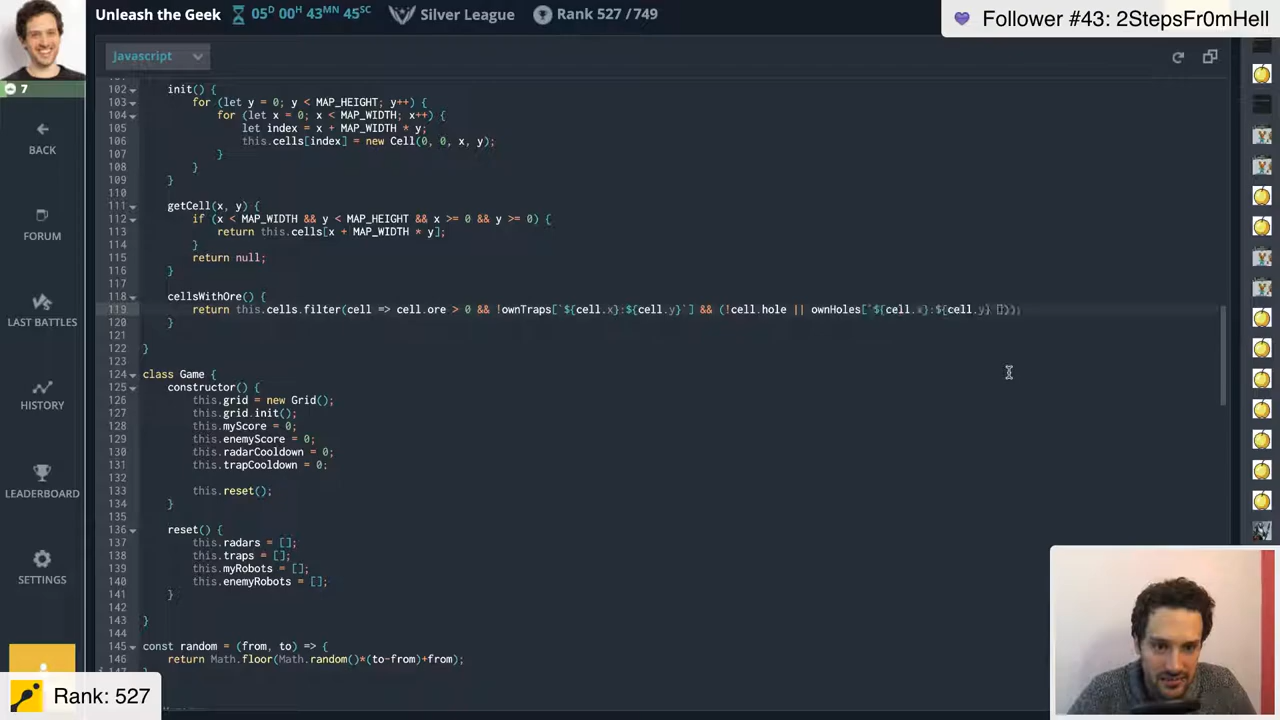 Unleash the Geek
05D 00H 43MN 45SC
Silver League
Rank 527 / 749
Follower #43: 2StepsFr0mHell
7
BACK
FORUM
LAST BATTLES
HISTORY
LEADERBOARD
SETTINGS
Javascript
102 init() {
103 for (let y = 0; y < MAP_HEIGHT; y++) {
104 for (let x = 0; x < MAP_WIDTH; x++) {
105 let index = x + MAP_WIDTH * y;
106 this.cells[index] = new Cell(0, 0, x, y);
107 }
108 }
109 }
110
111 getCell(x, y) {
112 if (x < MAP_WIDTH && y < MAP_HEIGHT && x >= 0 && y >= 0) {
113 return this.cells[x + MAP_WIDTH * y];
114 }
115 return null;
116 }
117
118 cellsWithOre() {
119 return this.cells.filter(cell => cell.ore > 0 && !ownTraps[`${cell.x}:${cell.y}`] && (!cell.hole || ownHoles[`${cell.x}:${cell.y}`]));
120 }
121
122 }
123
124 class Game {
125 constructor() {
126 this.grid = new Grid();
127 this.grid.init();
128 this.myScore = 0;
129 this.enemyScore = 0;
130 this.radarCooldown = 0;
131 this.trapCooldown = 0;
132
133 this.reset();
134 }
135
136 reset() {
137 this.radars = [];
138 this.traps = [];
139 this.myRobots = [];
140 this.enemyRobots = [];
141 }
142
143 }
144
145 const random = (from, to) => {
146 return Math.floor(Math.random()*(to-from)+from);
Rank: 527